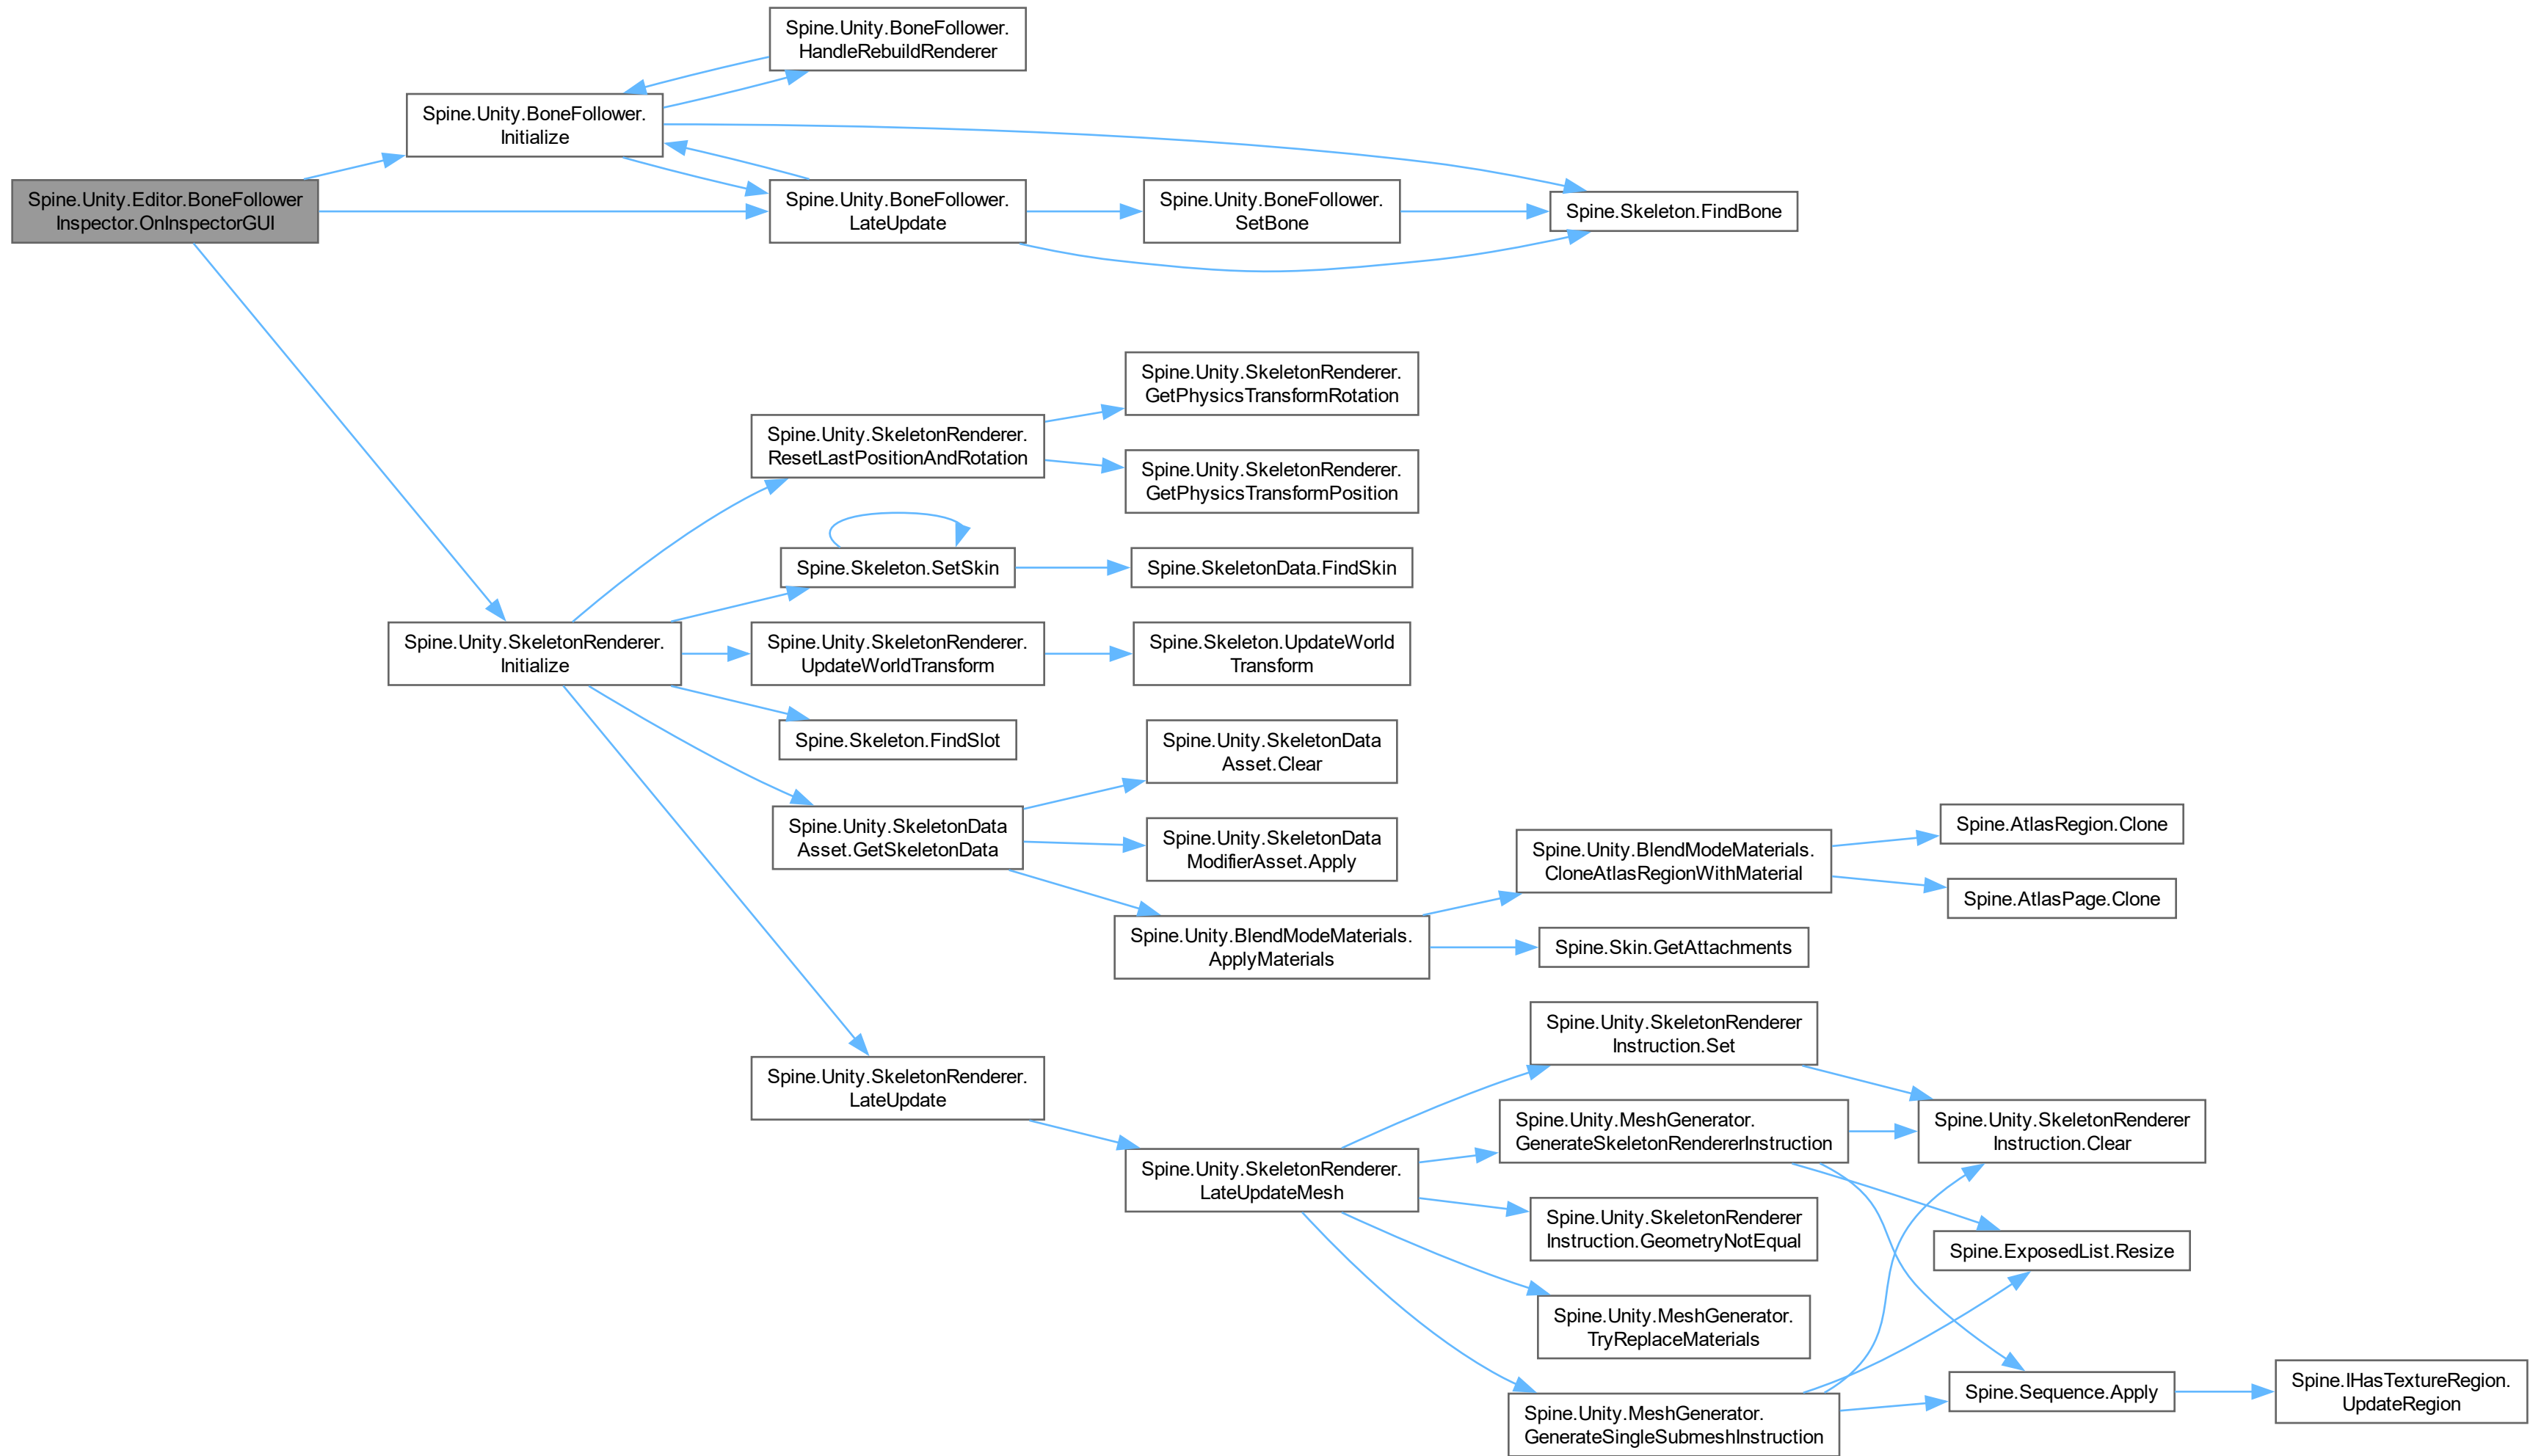 Spine.Unity.BoneFollower.
HandleRebuildRenderer
Spine.Unity.BoneFollower.
Initialize
Spine.Unity.Editor.BoneFollower
Inspector.OnInspectorGUI
Spine.Unity.BoneFollower.
LateUpdate
Spine.Unity.BoneFollower.
SetBone
Spine.Skeleton.FindBone
Spine.Unity.SkeletonRenderer.
GetPhysicsTransformRotation
Spine.Unity.SkeletonRenderer.
ResetLastPositionAndRotation
Spine.Unity.SkeletonRenderer.
GetPhysicsTransformPosition
Spine.Skeleton.SetSkin
Spine.SkeletonData.FindSkin
Spine.Unity.SkeletonRenderer.
Initialize
Spine.Unity.SkeletonRenderer.
UpdateWorldTransform
Spine.Skeleton.UpdateWorld
Transform
Spine.Skeleton.FindSlot
Spine.Unity.SkeletonData
Asset.Clear
Spine.Unity.SkeletonData
Asset.GetSkeletonData
Spine.Unity.SkeletonData
ModifierAsset.Apply
Spine.Unity.BlendModeMaterials.
CloneAtlasRegionWithMaterial
Spine.AtlasRegion.Clone
Spine.AtlasPage.Clone
Spine.Unity.BlendModeMaterials.
ApplyMaterials
Spine.Skin.GetAttachments
Spine.Unity.SkeletonRenderer
Instruction.Set
Spine.Unity.SkeletonRenderer.
LateUpdate
Spine.Unity.MeshGenerator.
GenerateSkeletonRendererInstruction
Spine.Unity.SkeletonRenderer
Instruction.Clear
Spine.Unity.SkeletonRenderer.
LateUpdateMesh
Spine.Unity.SkeletonRenderer
Instruction.GeometryNotEqual
Spine.ExposedList.Resize
Spine.Unity.MeshGenerator.
TryReplaceMaterials
Spine.Sequence.Apply
Spine.IHasTextureRegion.
UpdateRegion
Spine.Unity.MeshGenerator.
GenerateSingleSubmeshInstruction